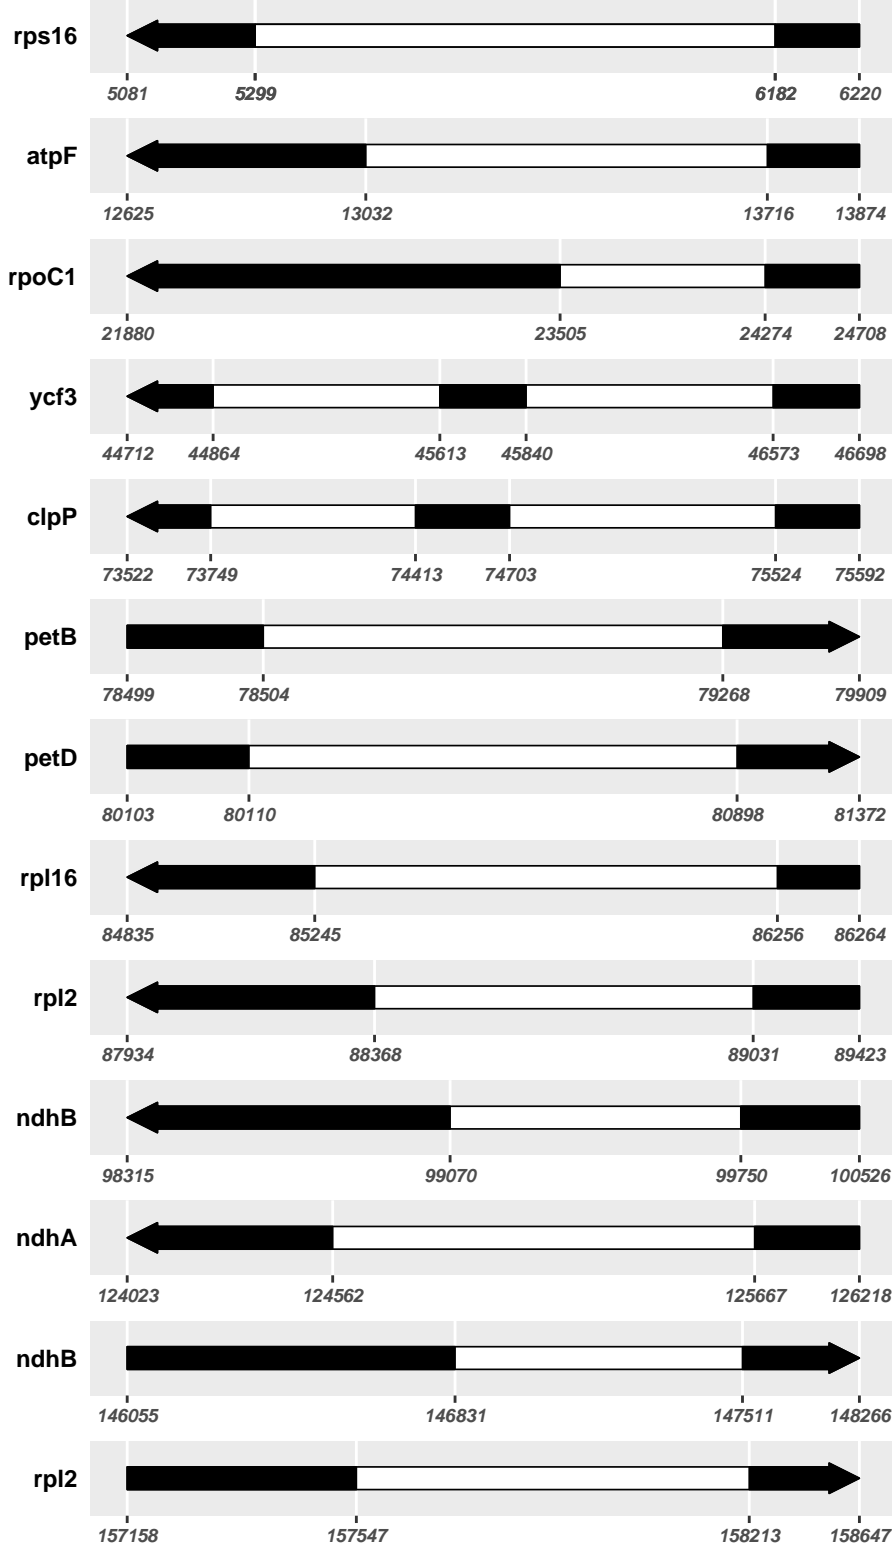 rps16
5081 5299 6182 6220
atpF
12625 13032 13716 13874
rpoC1
21880 23505 24274 24708
ycf3
44712 44864 45613 45840 46573 46698
clpP
73522 73749 74413 74703 75524 75592
petB
78499 78504 79268 79909
petD
80103 80110 80898 81372
rpl16
84835 85245 86256 86264
rpl2
87934 88368 89031 89423
ndhB
98315 99070 99750 100526
ndhA
124023 124562 125667 126218
ndhB
146055 146831 147511 148266
rpl2
157158 157547 158213 158647